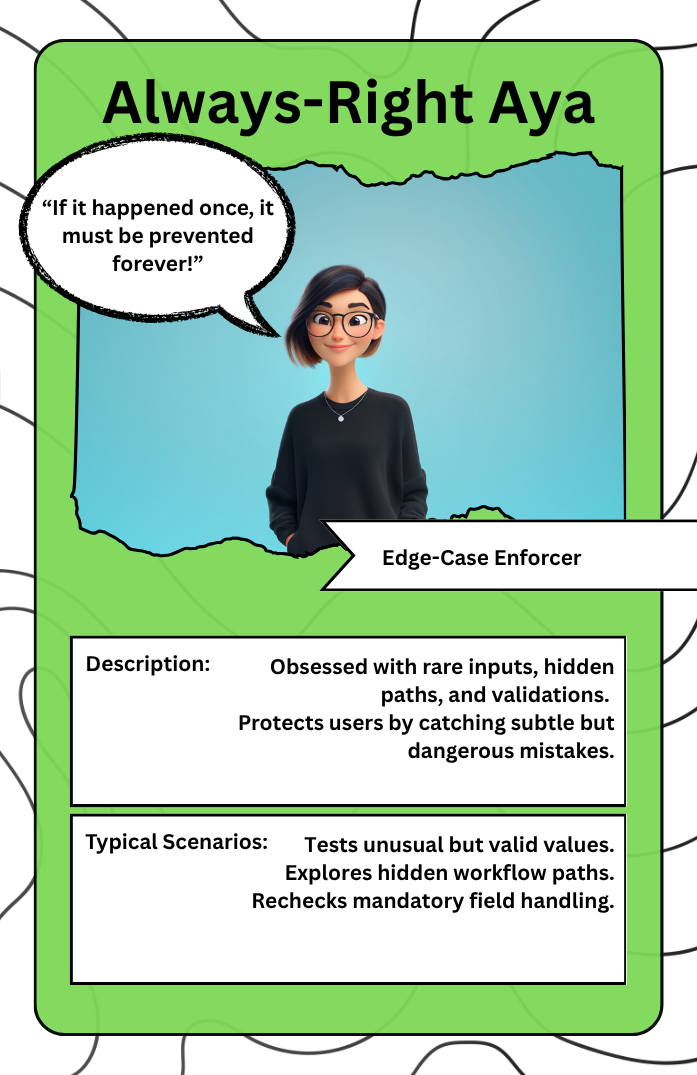 Always-Right Aya
“If it happened once, it
must be prevented
forever!”
Edge-Case Enforcer
Description:
Obsessed with rare inputs, hidden
paths, and validations.
Protects users by catching subtle but
dangerous mistakes.
Typical Scenarios:
Tests unusual but valid values.
Explores hidden workflow paths.
Rechecks mandatory field handling.